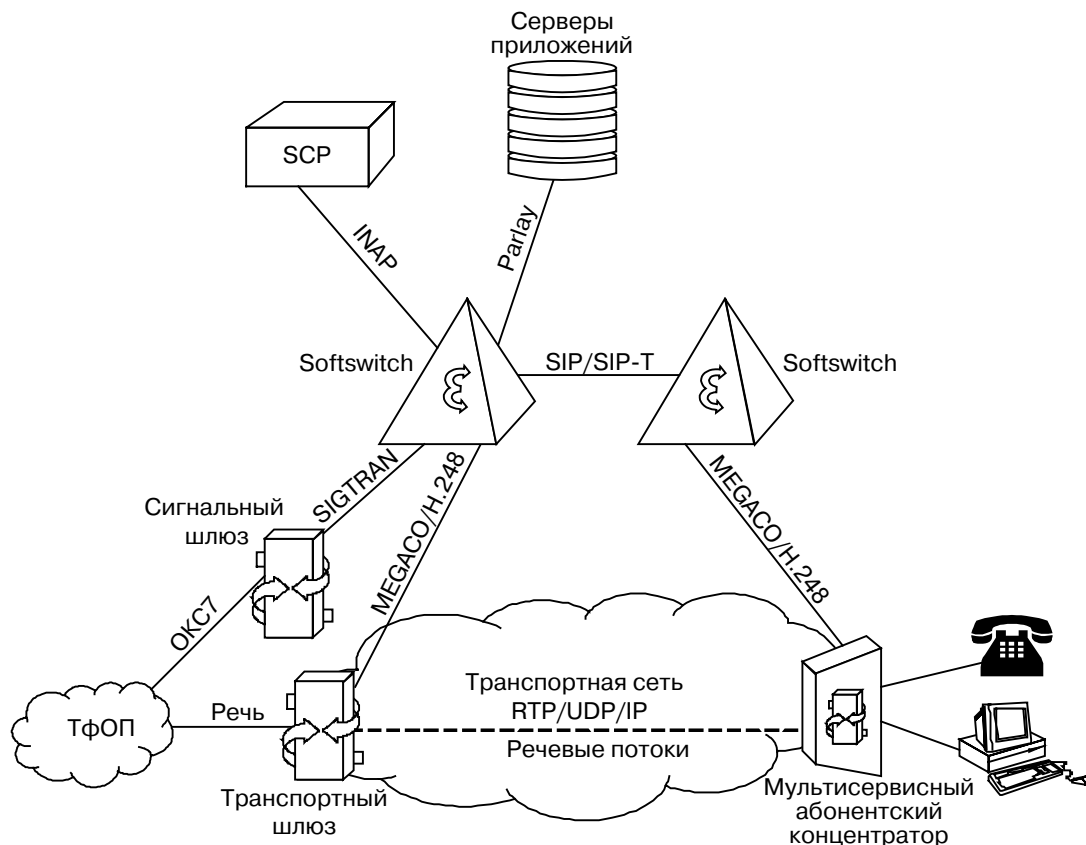 Серверы
приложений
SCP
INAP
Parlay
Softswitch
SIP/SIP-T
Softswitch
SIGTRAN
MEGACO/H.248
MEGACO/H.248
Сигнальный
шлюз
ОКС7
ТфОП
Речь
Транспортная сеть
RTP/UDP/IP
Речевые потоки
Транспортный
шлюз
Мультисервисный
абонентский
концентратор